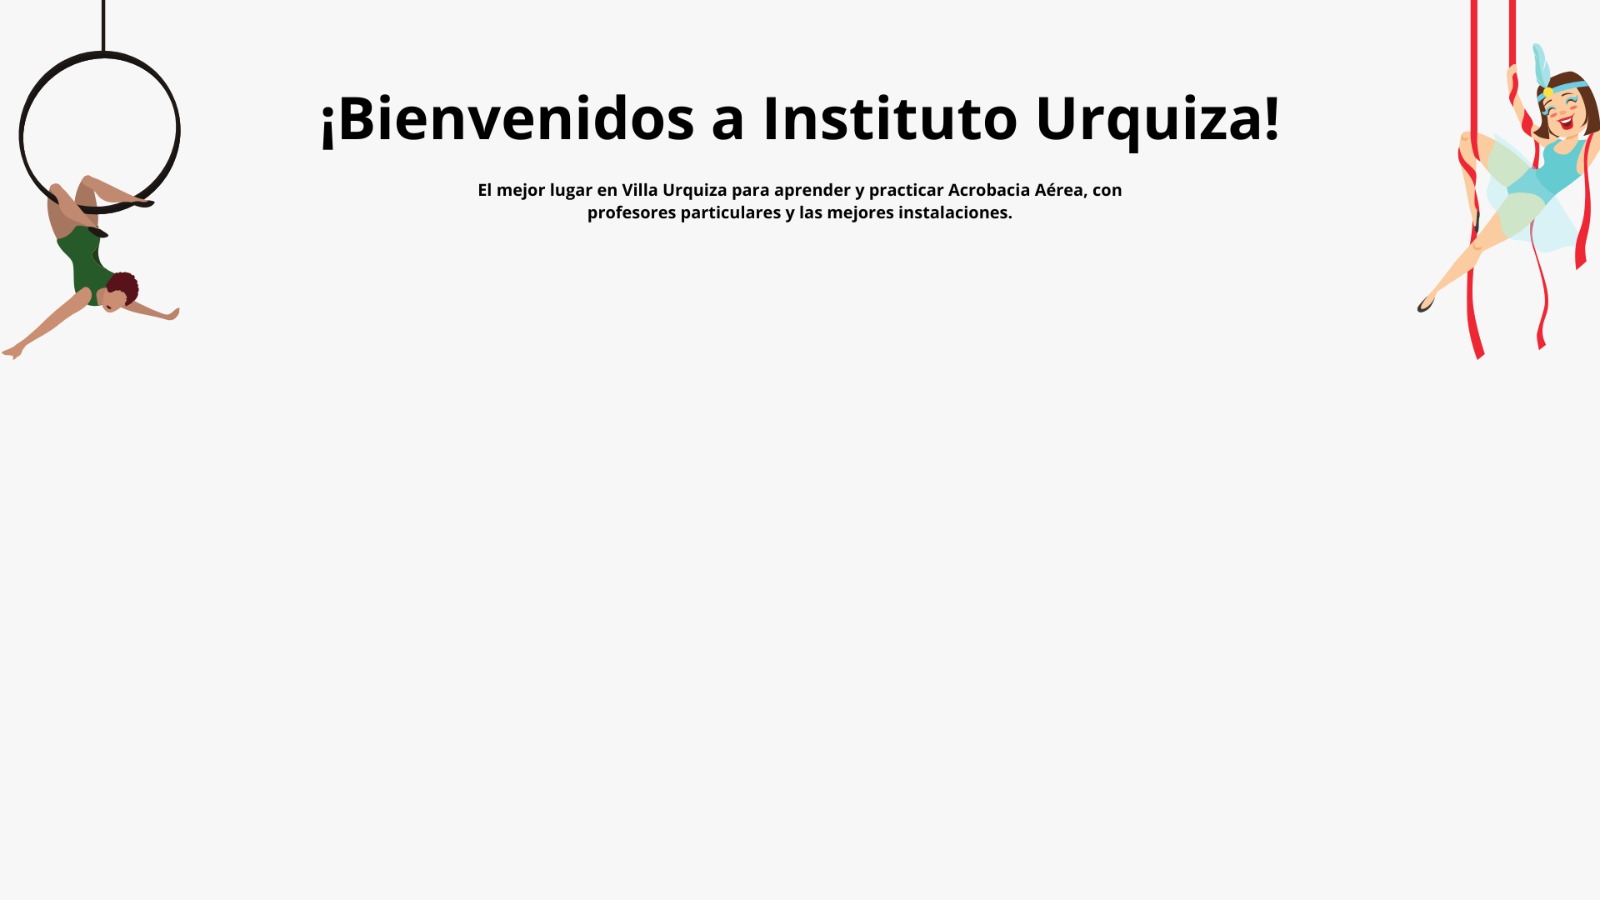 ¡Bienvenidos a Instituto Urquiza!
El mejor lugar en Villa Urquiza para aprender y practicar Acrobacia Aérea, con
profesores particulares y las mejores instalaciones.